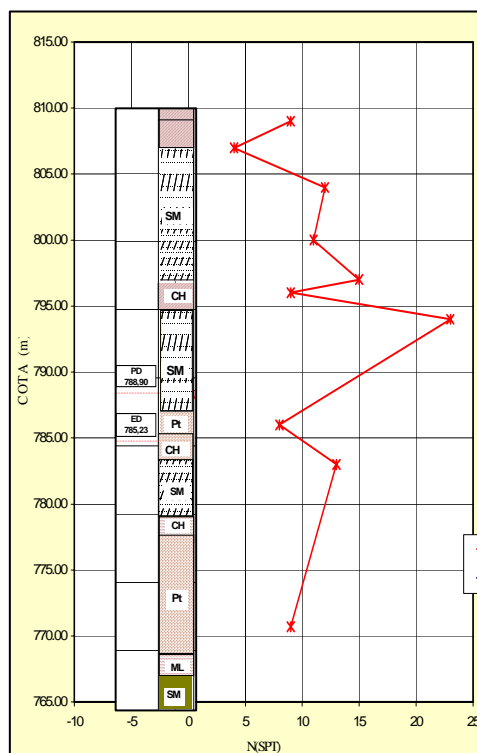 815.00
810.00
805.00
800.00
795.00
790.00
785.00
780.00
775.00
770.00
765.00
COTA (m)
SM
CH
SM
PD
788,90
Pt
ED
785,23
CH
SM
CH
Pt
ML
SM
-10 -5 0 5 10 15 20 25
N(SPT)